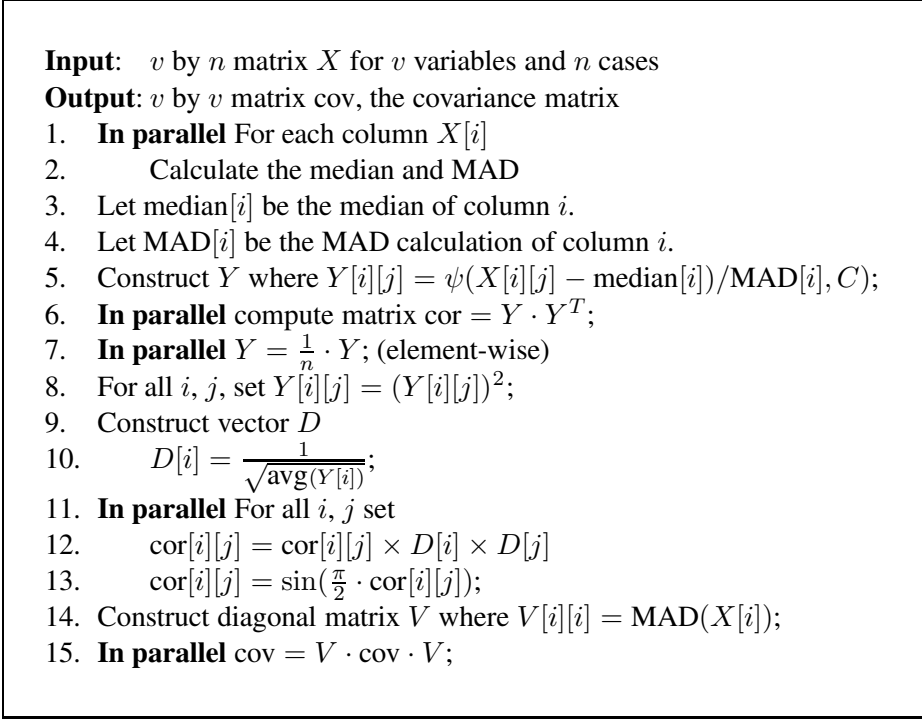 Input: v by n matrix X for v variables and n cases
Output: v by v matrix cov, the covariance matrix
1. In parallel For each column X[i]
2. Calculate the median and MAD
3. Let median[i] be the median of column i.
4. Let MAD[i] be the MAD calculation of column i.
5. Construct Y where Y[i][j] = ψ(X[i][j] − median[i])/MAD[i], C);
6. In parallel compute matrix cor = Y · Y^T;
7. In parallel Y = \frac{1}{n} · Y; (element-wise)
8. For all i, j, set Y[i][j] = (Y[i][j])^2;
9. Construct vector D
10. D[i] = \frac{1}{\sqrt{avg(Y[i])}};
11. In parallel For all i, j set
12. cor[i][j] = cor[i][j] × D[i] × D[j]
13. cor[i][j] = sin(\frac{π}{2} · cor[i][j]);
14. Construct diagonal matrix V where V[i][i] = MAD(X[i]);
15. In parallel cov = V · cov · V;